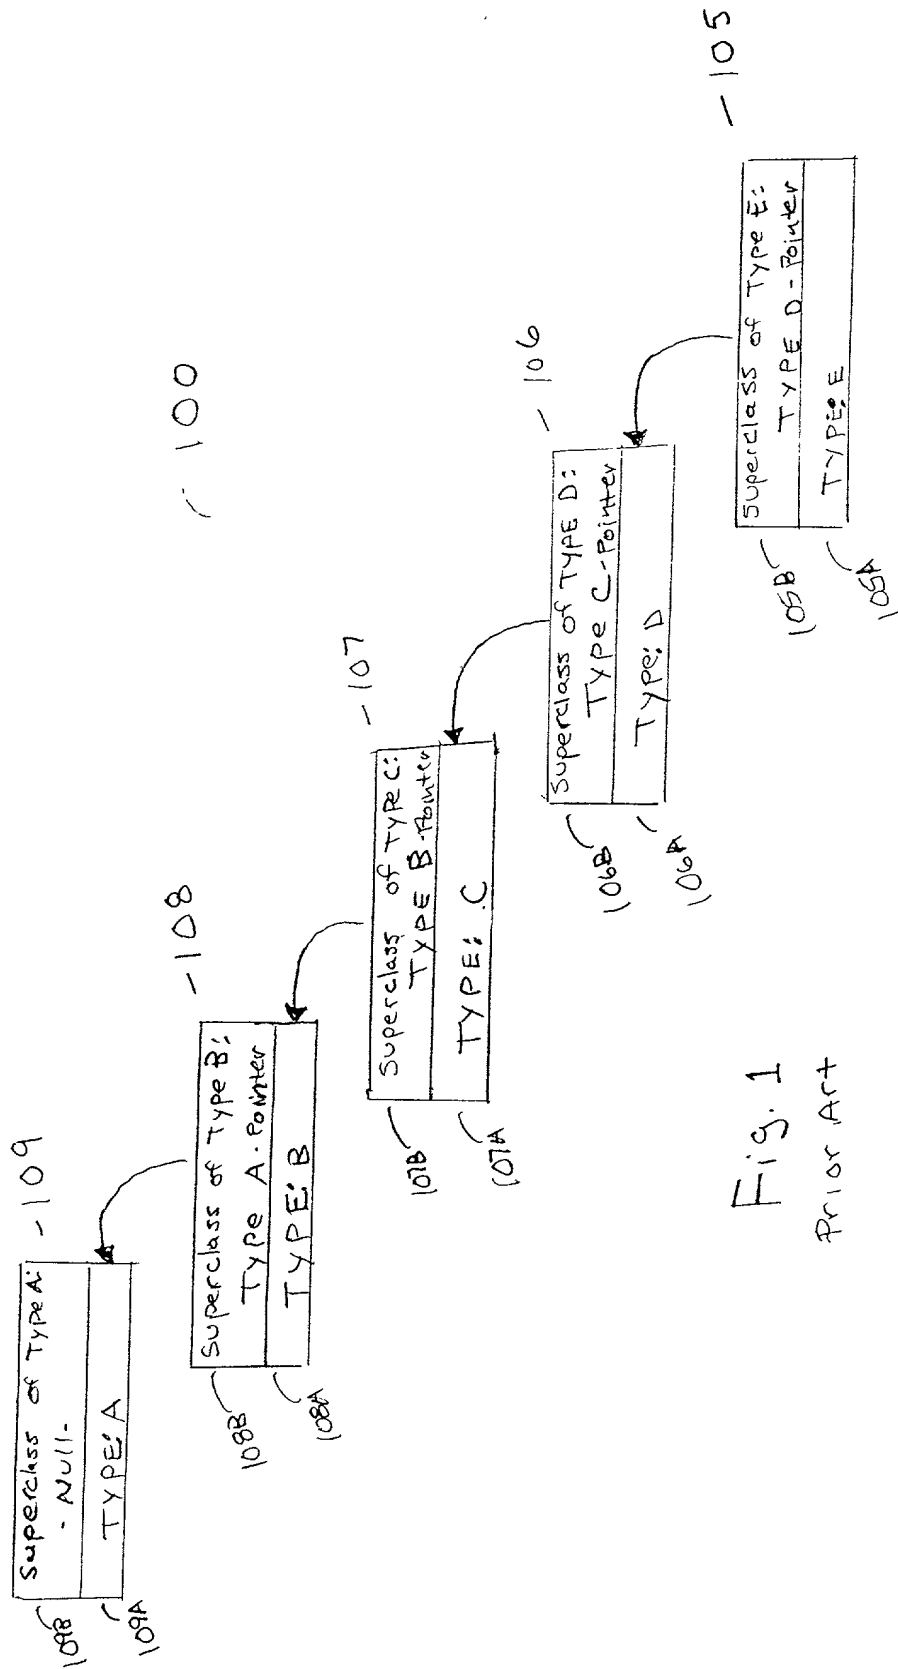 100
Superclass of Type A:
- Null -
TYPE: A
109
109B
109A
Superclass of Type B:
Type A - Pointer
TYPE: B
108
108B
108A
Superclass of Type C:
TYPE B - Pointer
TYPE: C
107
107B
107A
Superclass of TYPE D:
Type C - Pointer
Type: D
106
106B
106A
Superclass of Type E:
TYPE D - Pointer
TYPE: E
105
105B
105A
Fig. 1
Prior Art